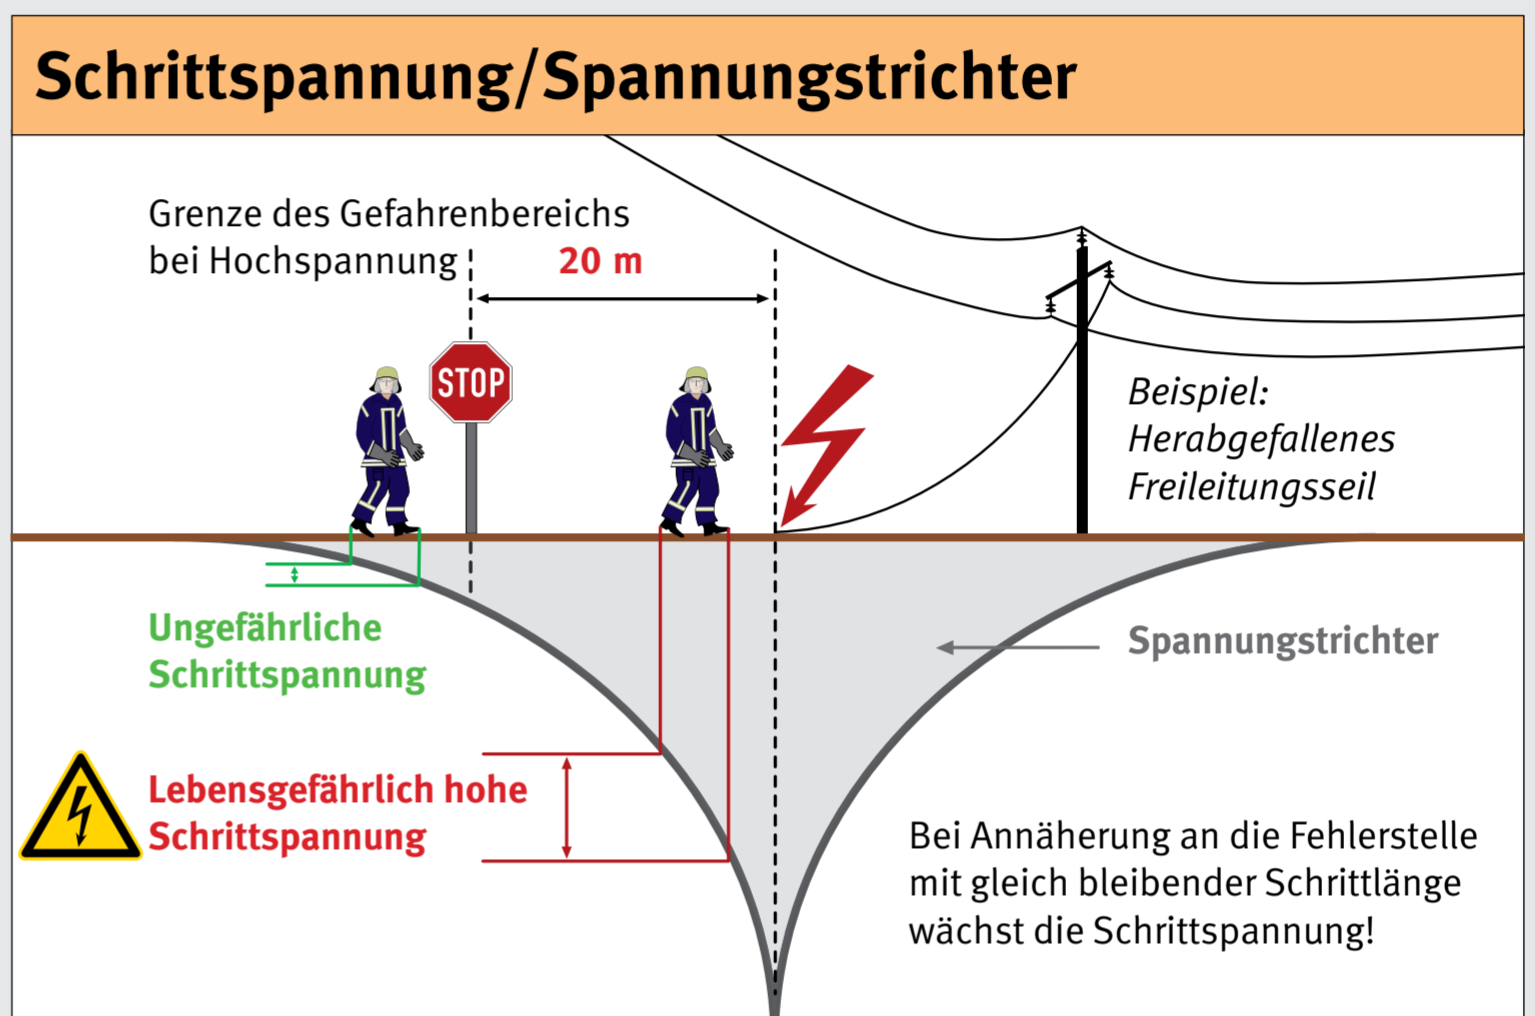 Schrittspannung/Spannungstrichter
Grenze des Gefahrenbereichs
bei Hochspannung
20 m
STOP
Beispiel:
Herabgefallenes
Freileitungsseil
Ungefährliche
Schrittspannung
Spannungstrichter
Lebensgefährlich hohe
Schrittspannung
Bei Annäherung an die Fehlerstelle
mit gleich bleibender Schrittlänge
wächst die Schrittspannung!